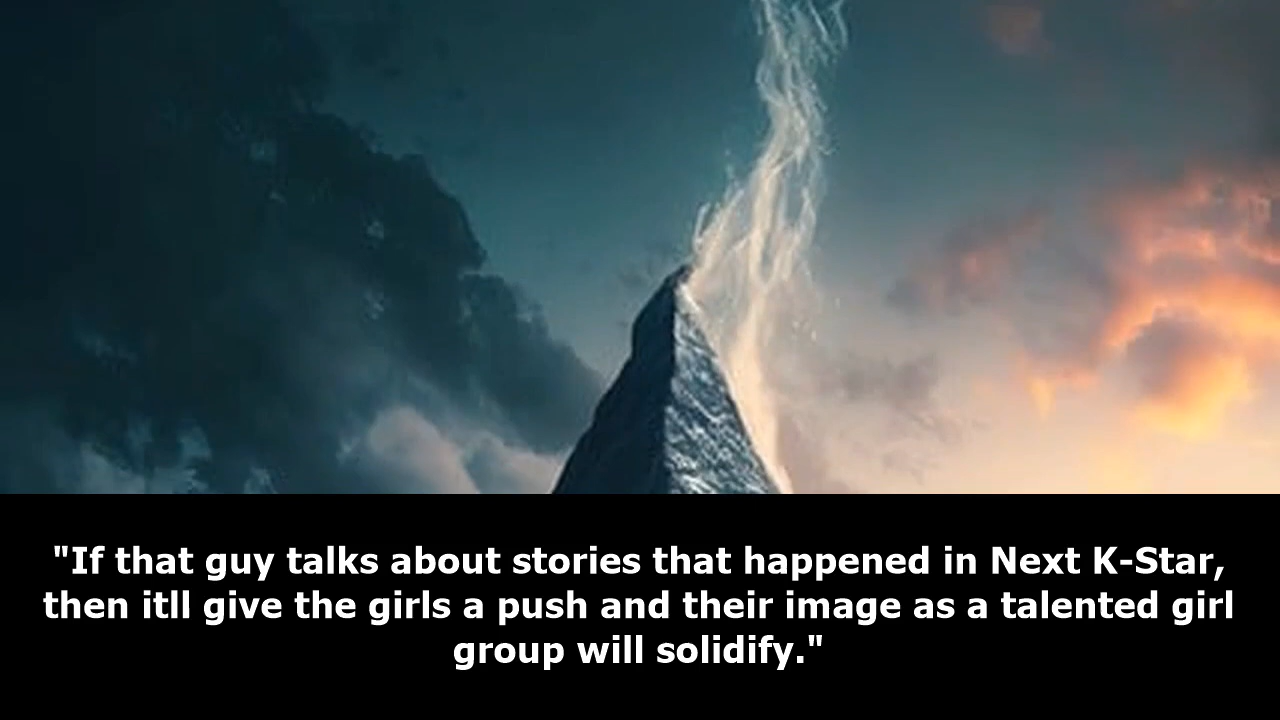 "If that guy talks about stories that happened in Next K-Star,
then itll give the girls a push and their image as a talented girl
group will solidify."